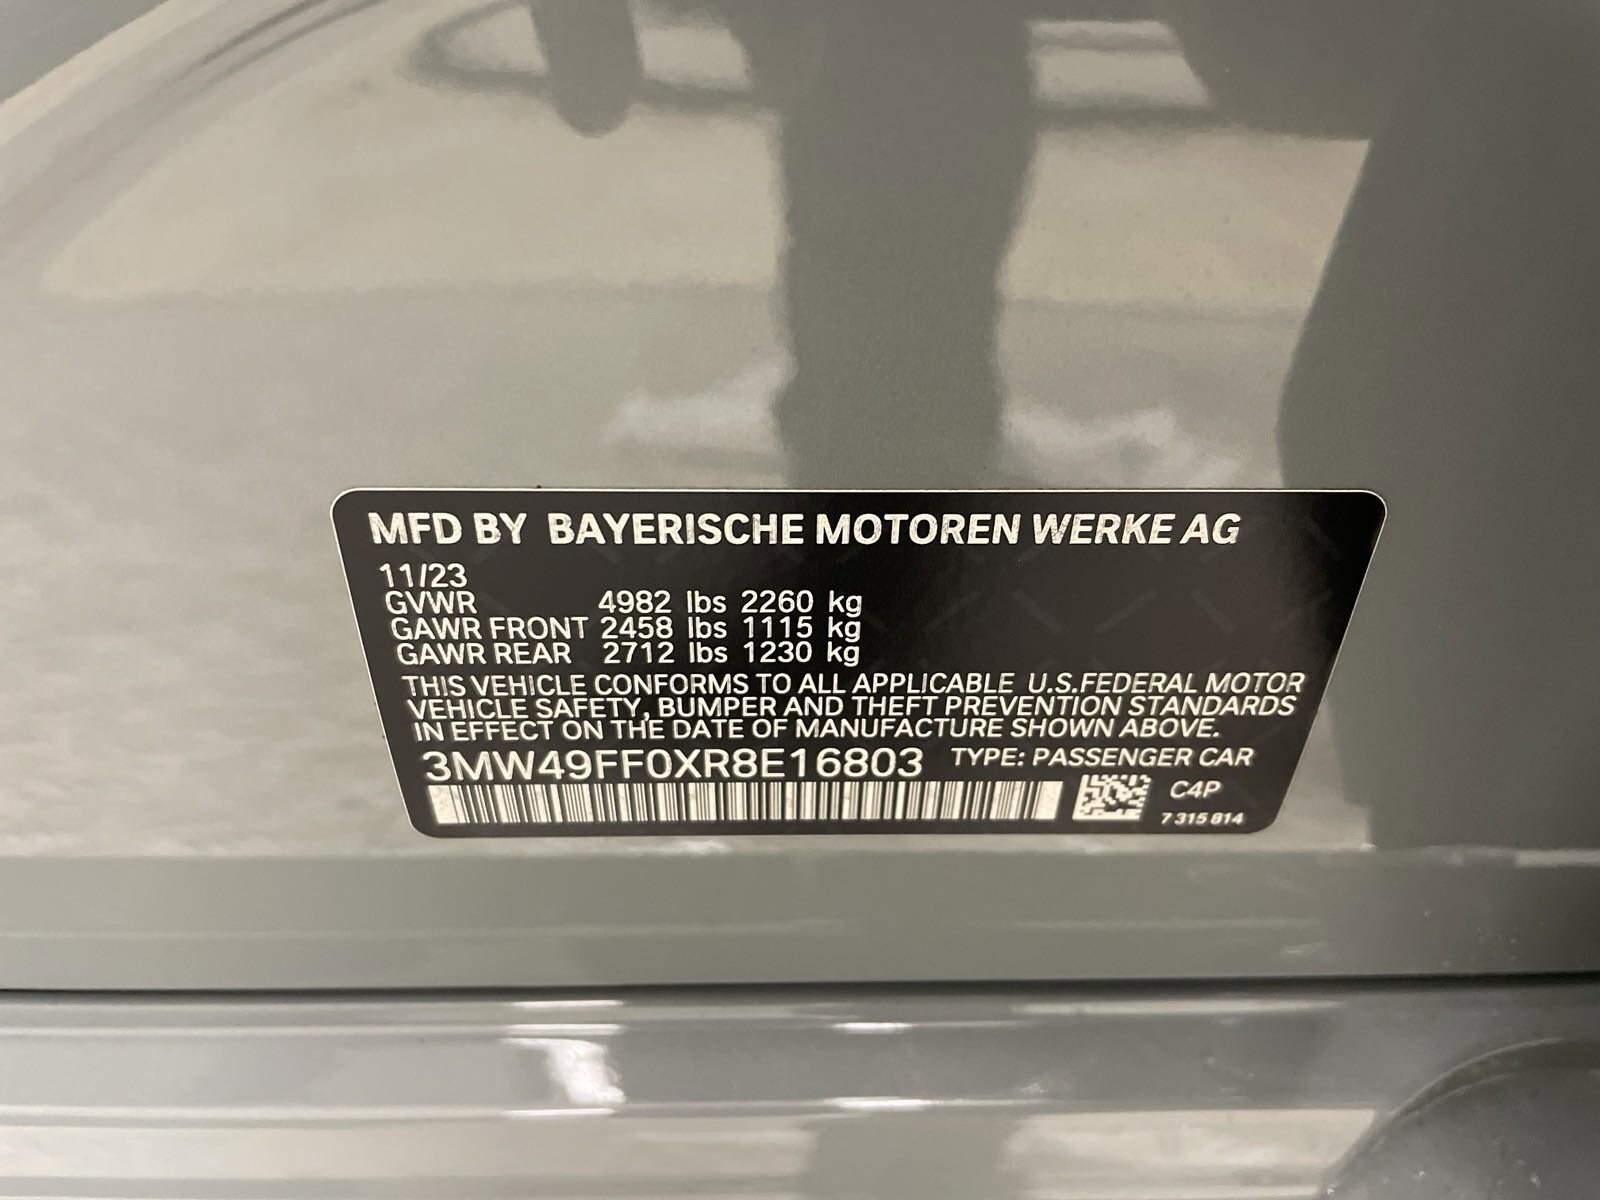 MFD BY BAYERISCHE MOTOREN WERKE AG
11/23
GVWR 4982 lbs 2260 kg
GAWR FRONT 2458 lbs 1115 kg
GAWR REAR 2712 lbs 1230 kg
THIS VEHICLE CONFORMS TO ALL APPLICABLE U.S.FEDERAL MOTOR
VEHICLE SAFETY, BUMPER AND THEFT PREVENTION STANDARDS
IN EFFECT ON THE DATE OF MANUFACTURE SHOWN ABOVE.
3MW49FF0XR8E16803 TYPE: PASSENGER CAR
C4P
7 315 814